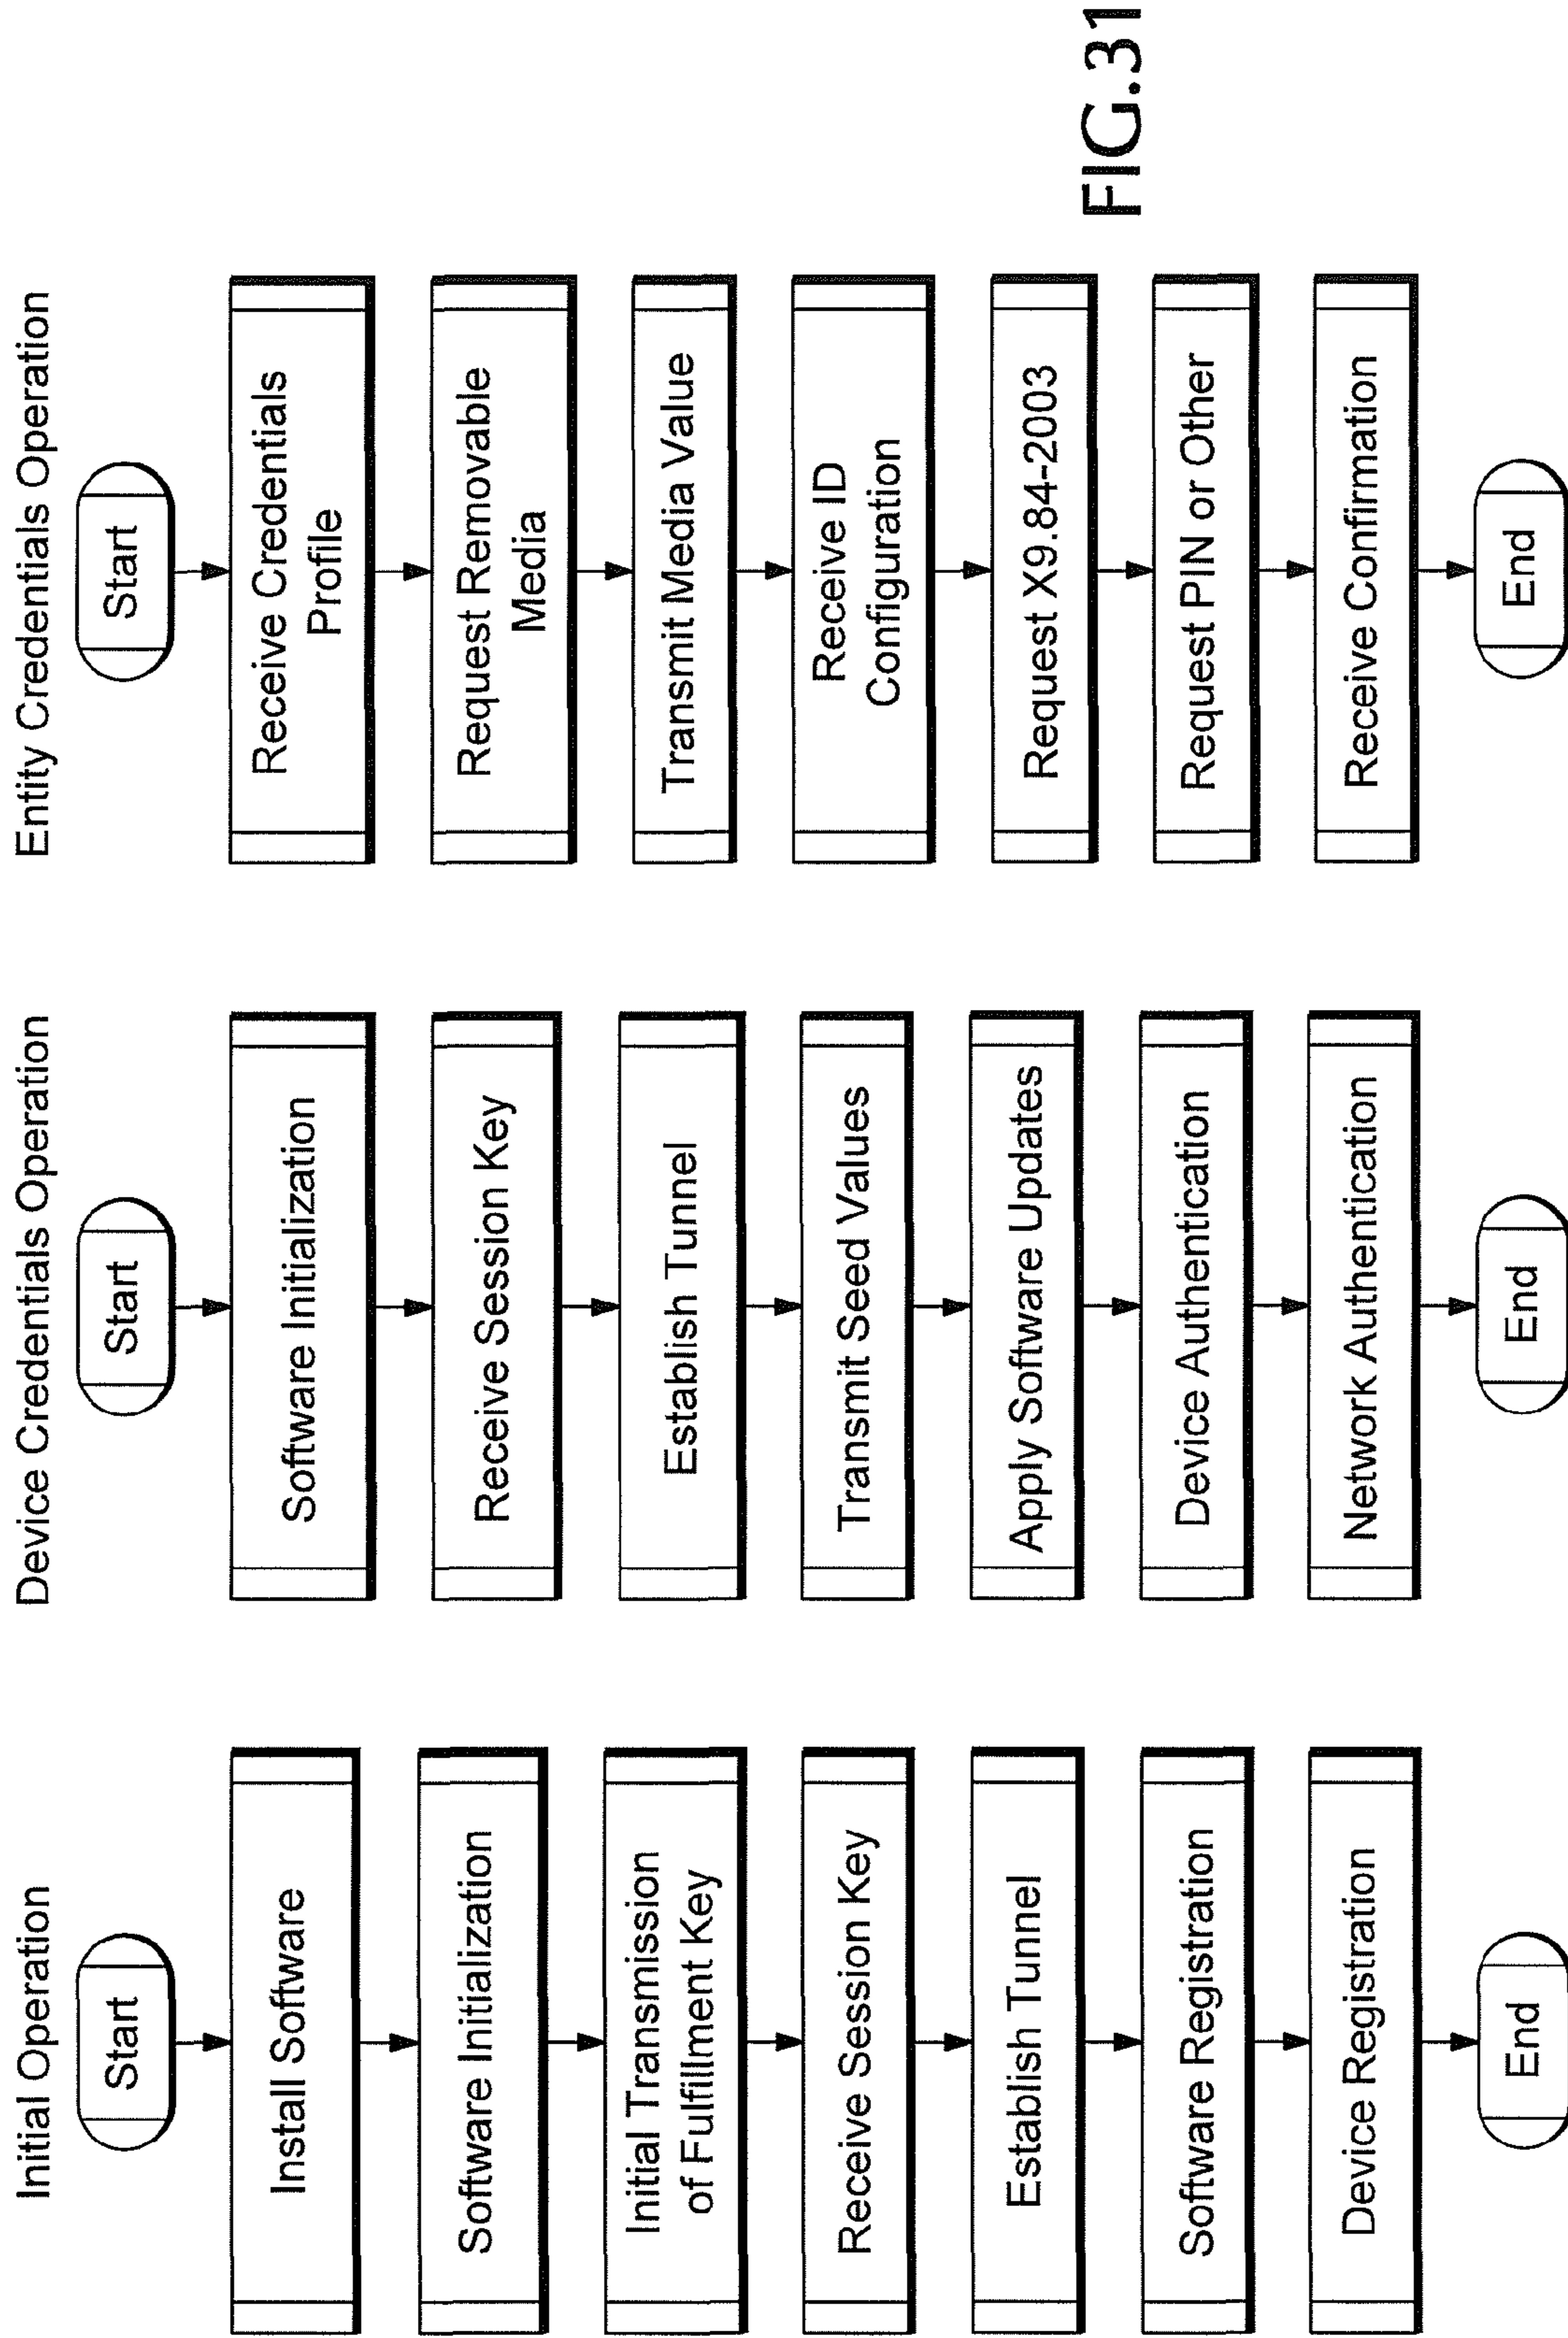 Initial Operation
Start
Install Software
Software Initialization
Initial Transmission
of Fulfillment Key
Receive Session Key
Establish Tunnel
Software Registration
Device Registration
End
Device Credentials Operation
Start
Software Initialization
Receive Session Key
Establish Tunnel
Transmit Seed Values
Apply Software Updates
Device Authentication
Network Authentication
End
Entity Credentials Operation
Start
Receive Credentials
Profile
Request Removable
Media
Transmit Media Value
Receive ID
Configuration
Request X9.84-2003
Request PIN or Other
Receive Confirmation
End
FIG.31